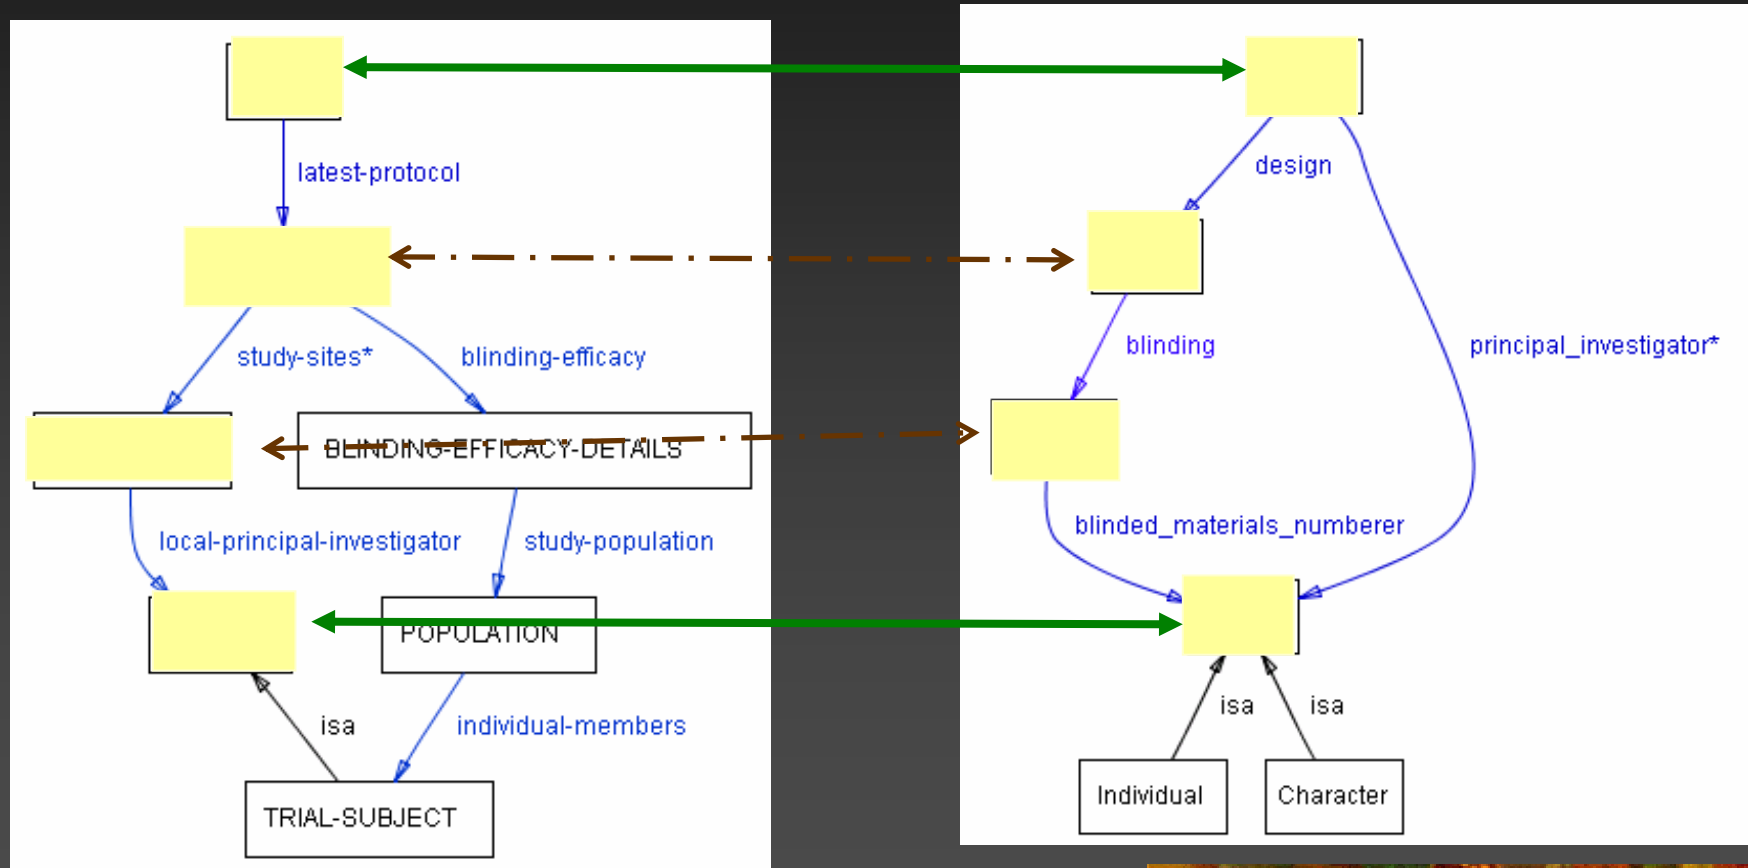 latest-protocol
study-sites*
blinding-efficacy
BLINDING-EFFICACY-DETAILS
local-principal-investigator
study-population
POPULATION
isa
individual-members
TRIAL-SUBJECT
design
blinding
principal_investigator*
blinded_materials_numberer
isa
isa
Individual
Character